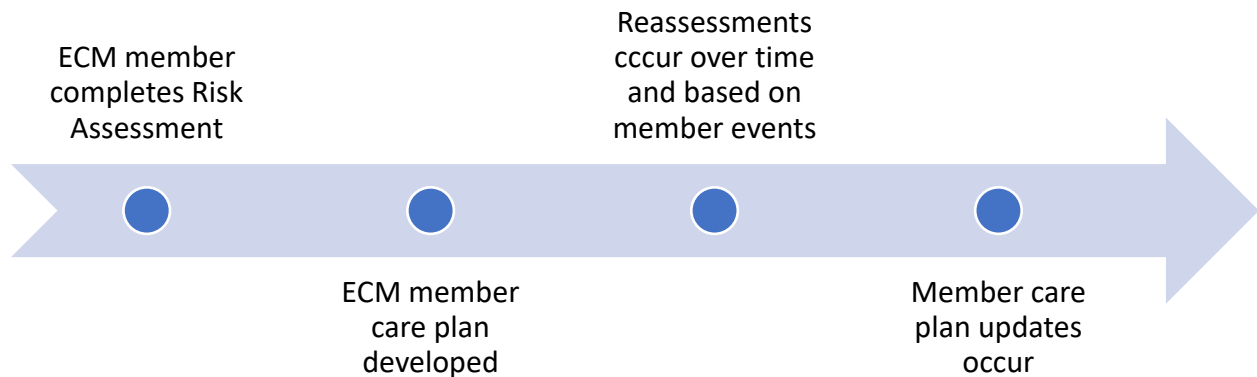 ECM member
completes Risk
Assessment
ECM member
care plan
developed
Reassessments
cccur over time
and based on
member events
Member care
plan updates
occur